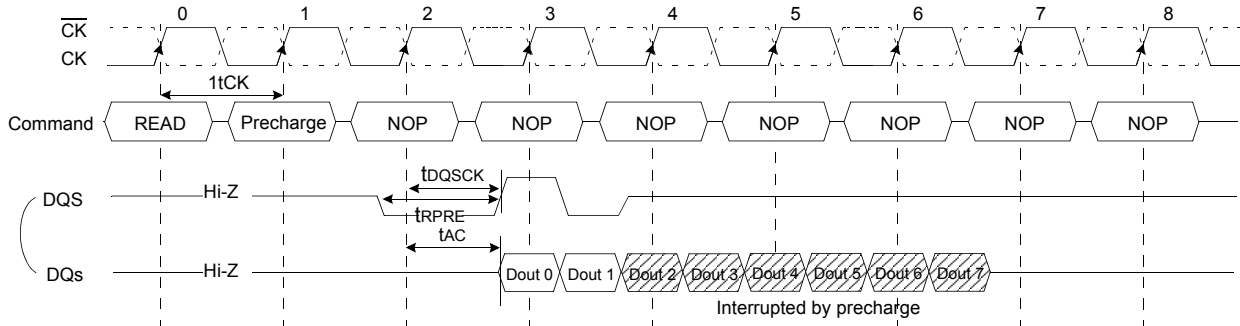 0 1 2 3 4 5 6 7 8
CK
CK
1tCK
Command READ Precharge NOP NOP NOP NOP NOP NOP NOP
tDQSCK
DQS Hi-Z
tRPRE
tAC
DQs Hi-Z Dout 0 Dout 1 Dout 2 Dout 3 Dout 4 Dout 5 Dout 6 Dout 7
Interrupted by precharge